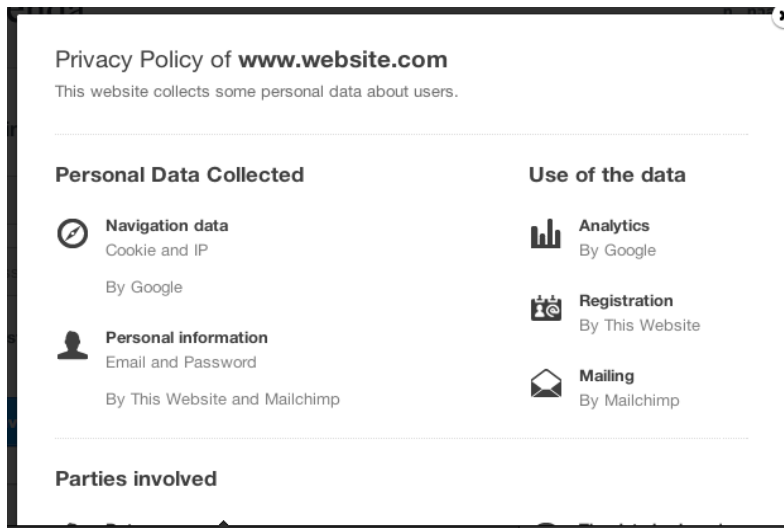 Privacy Policy of www.website.com
This website collects some personal data about users.
Personal Data Collected
Navigation data
Cookie and IP
By Google
Personal information
Email and Password
By This Website and Mailchimp
Use of the data
Analytics
By Google
Registration
By This Website
Mailing
By Mailchimp
Parties involved